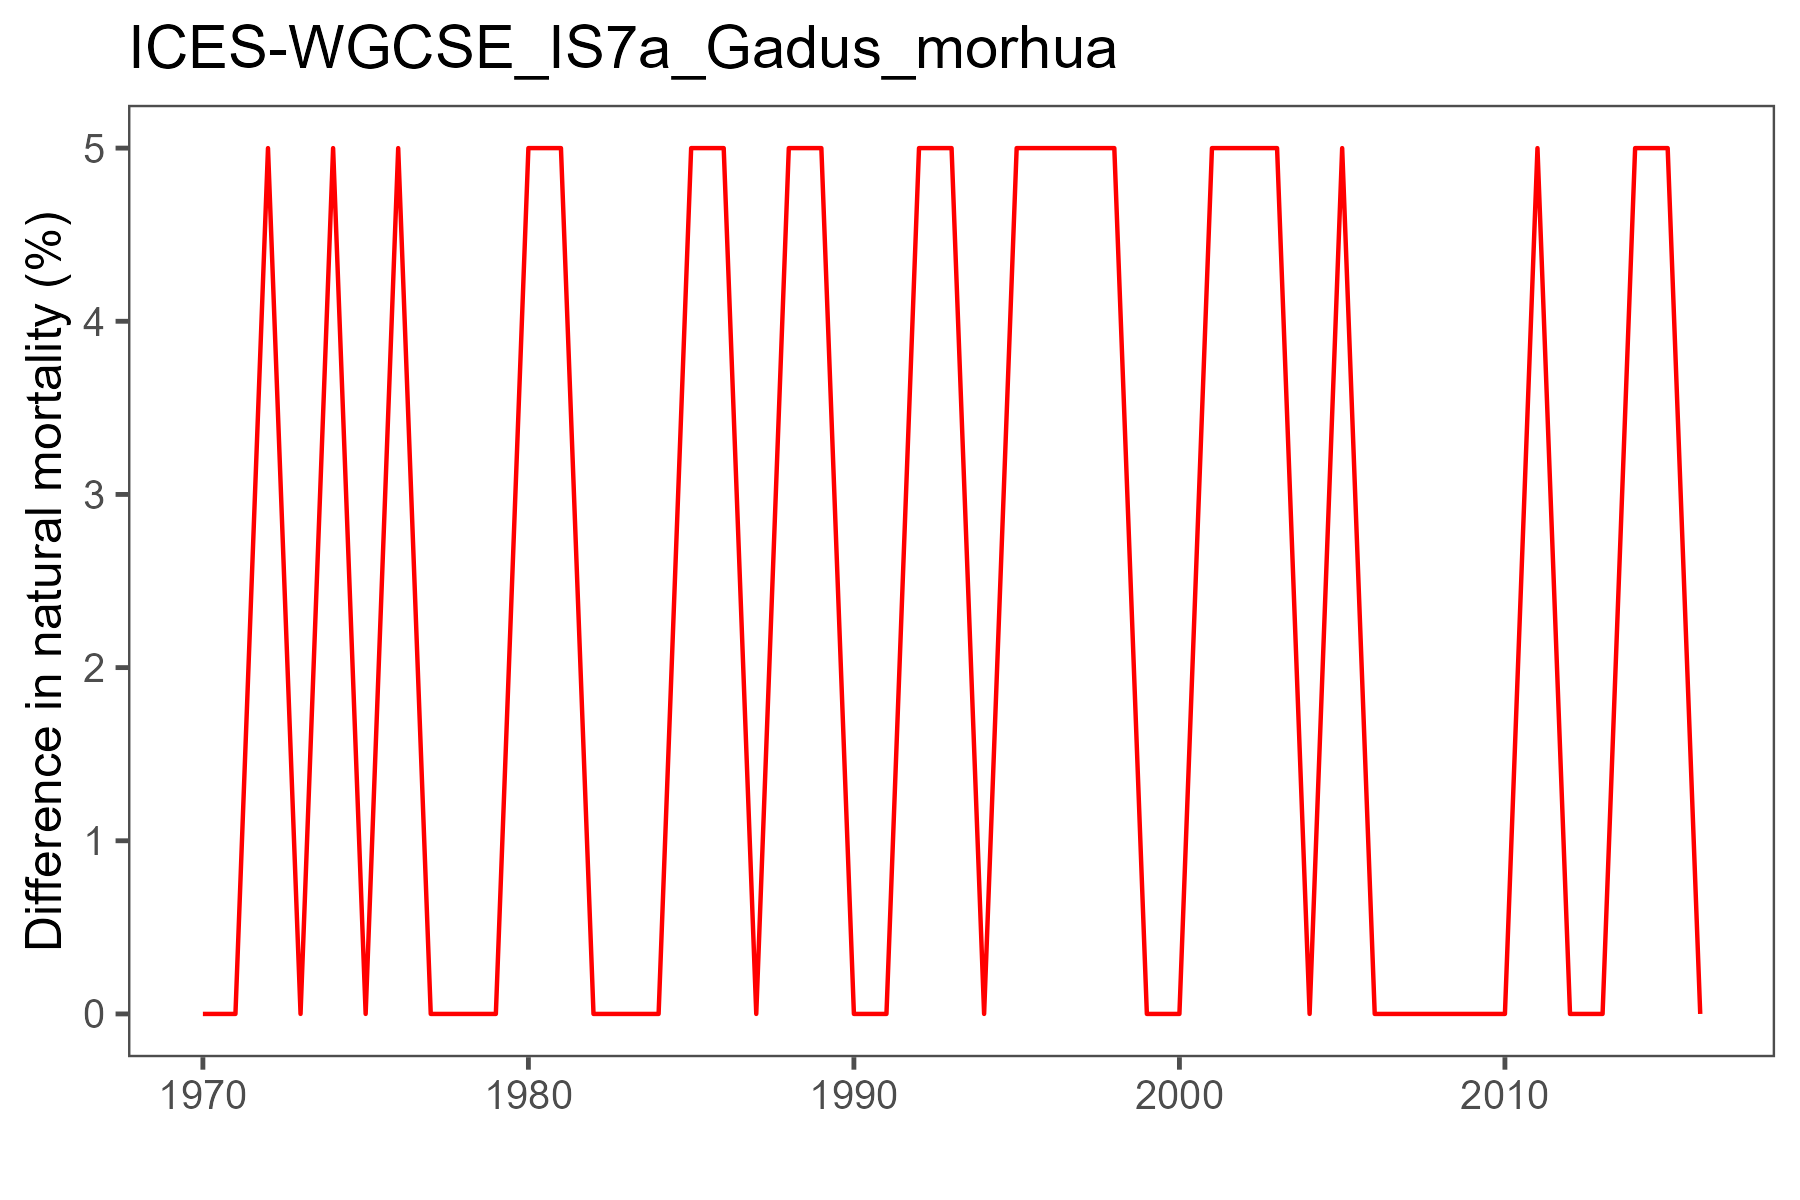 ICES-WGCSE_IS7a_Gadus_morhua
Difference in natural mortality (%)
5
4
3
2
1
0
1970 1980 1990 2000 2010